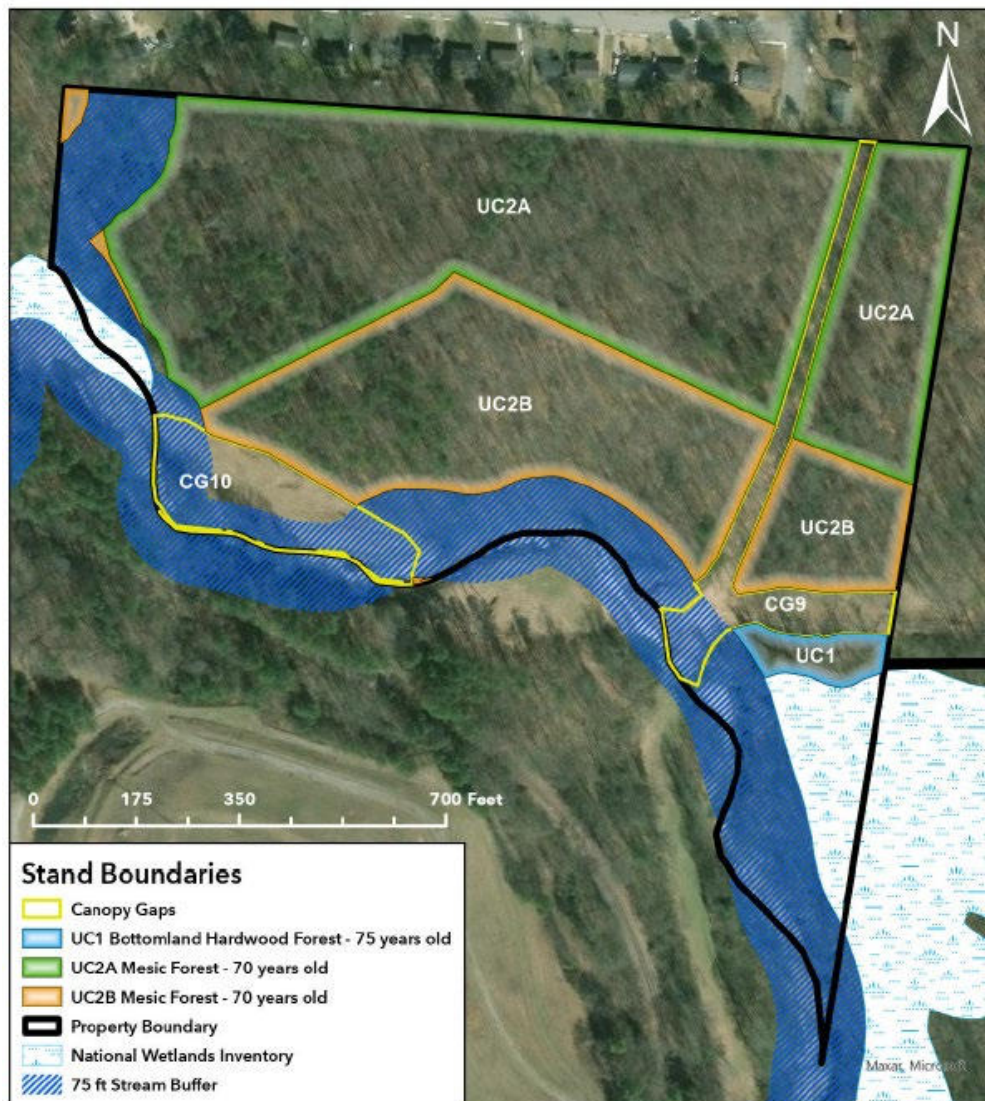 N
UC2A
UC2A
UC2B
CG10
UC2B
CG9
UC1
0 175 350 700 Feet
Stand Boundaries
Canopy Gaps
UC1 Bottomland Hardwood Forest - 75 years old
UC2A Mesic Forest - 70 years old
UC2B Mesic Forest - 70 years old
Property Boundary
National Wetlands Inventory
75 ft Stream Buffer
Maxar, Microsoft